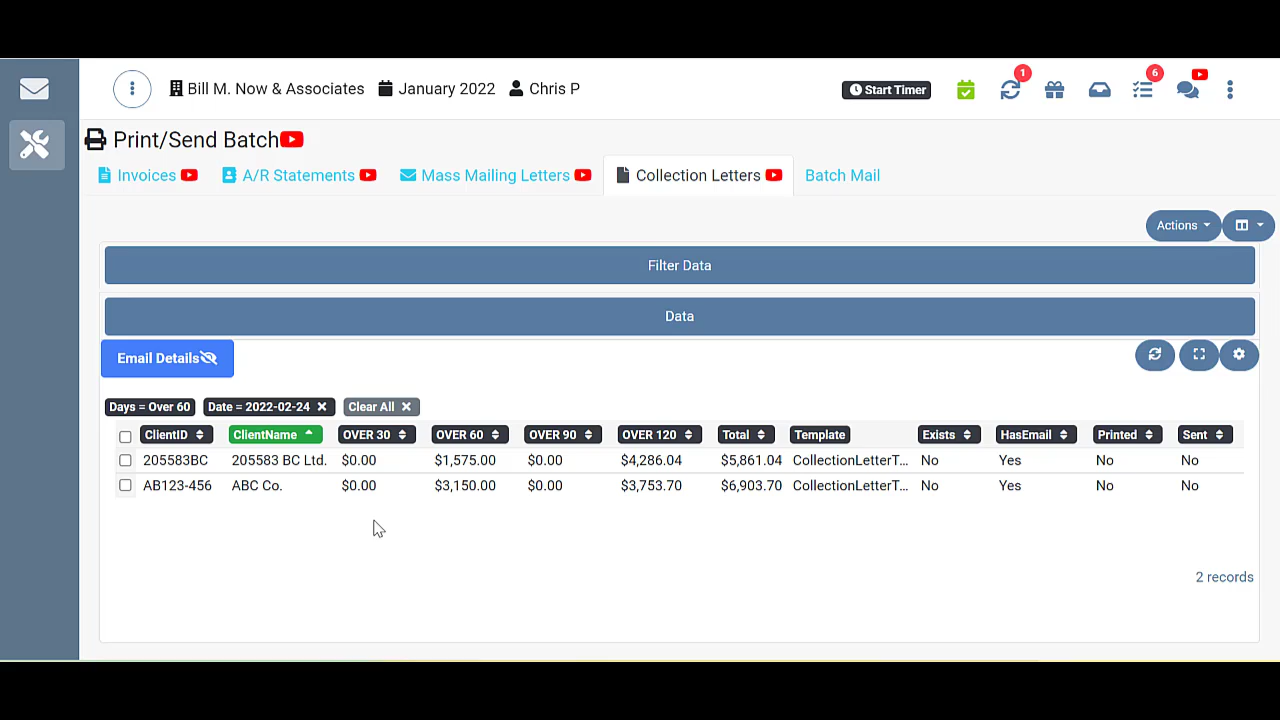 Bill M. Now & Associates January 2022 Chris P Start Timer 1 6
Print/Send Batch
Invoices A/R Statements Mass Mailing Letters Collection Letters Batch Mail
Actions
Filter Data
Data
Email Details
Days = Over 60 Date = 2022-02-24 × Clear All ×
ClientID ClientName OVER 30 OVER 60 OVER 90 OVER 120 Total Template Exists HasEmail Printed Sent
205583BC 205583 BC Ltd. $0.00 $1,575.00 $0.00 $4,286.04 $5,861.04 CollectionLetterT... No Yes No No
AB123-456 ABC Co. $0.00 $3,150.00 $0.00 $3,753.70 $6,903.70 CollectionLetterT... No Yes No No
2 records